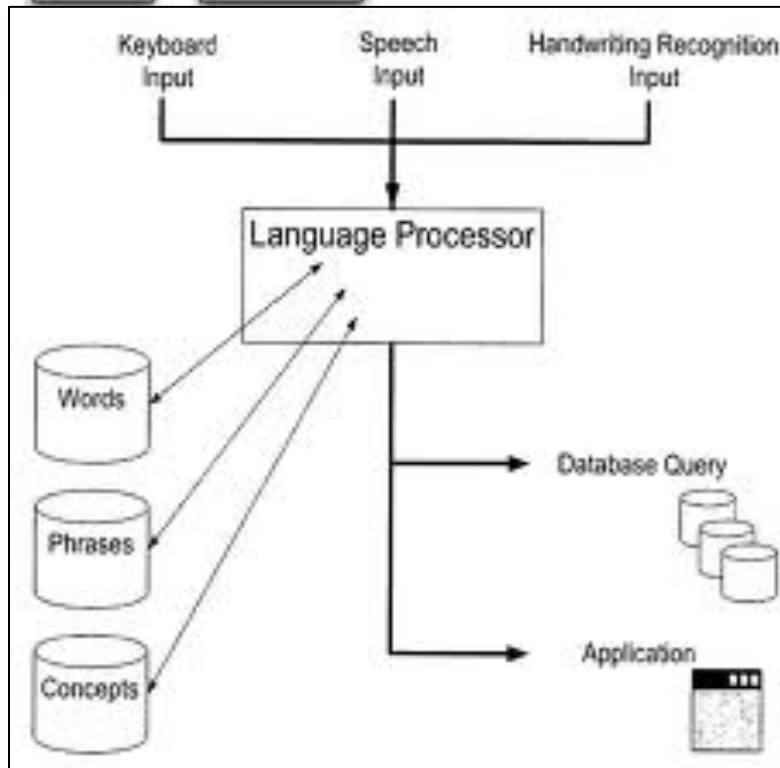 Keyboard
Input
Speech
Input
Handwriting Recognition
Input
Language Processor
Words
Phrases
Concepts
Database Query
Application